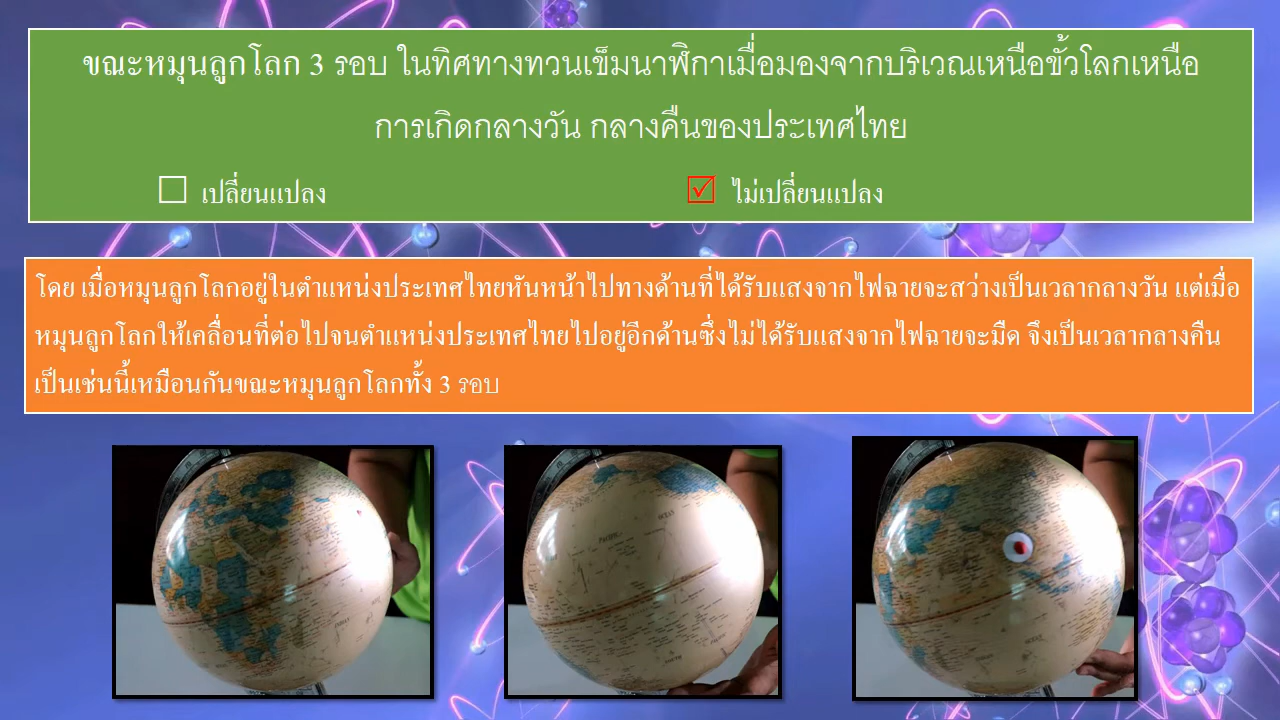 ขณะหมุนลูกโลก 3 รอบ ในทิศทางทวนเข็มนาฬิกาเมื่อมองจากบริเวณเหนือขั้วโลกเหนือ
การเกิดกลางวัน กลางคืนของประเทศไทย
☐ เปลี่ยนแปลง ☑ ไม่เปลี่ยนแปลง
โดย เมื่อหมุนลูกโลกอยู่ในตำแหน่งประเทศไทยหันหน้าไปทางด้านที่ได้รับแสงจากไฟฉายจะสว่างเป็นเวลากลางวัน แต่เมื่อ
หมุนลูกโลกให้เคลื่อนที่ต่อไปจนตำแหน่งประเทศไทยไปอยู่อีกด้านซึ่งไม่ได้รับแสงจากไฟฉายจะมืด จึงเป็นเวลากลางคืน
เป็นเช่นนี้เหมือนกันขณะหมุนลูกโลกทั้ง 3 รอบ
PACIFIC
OCEAN